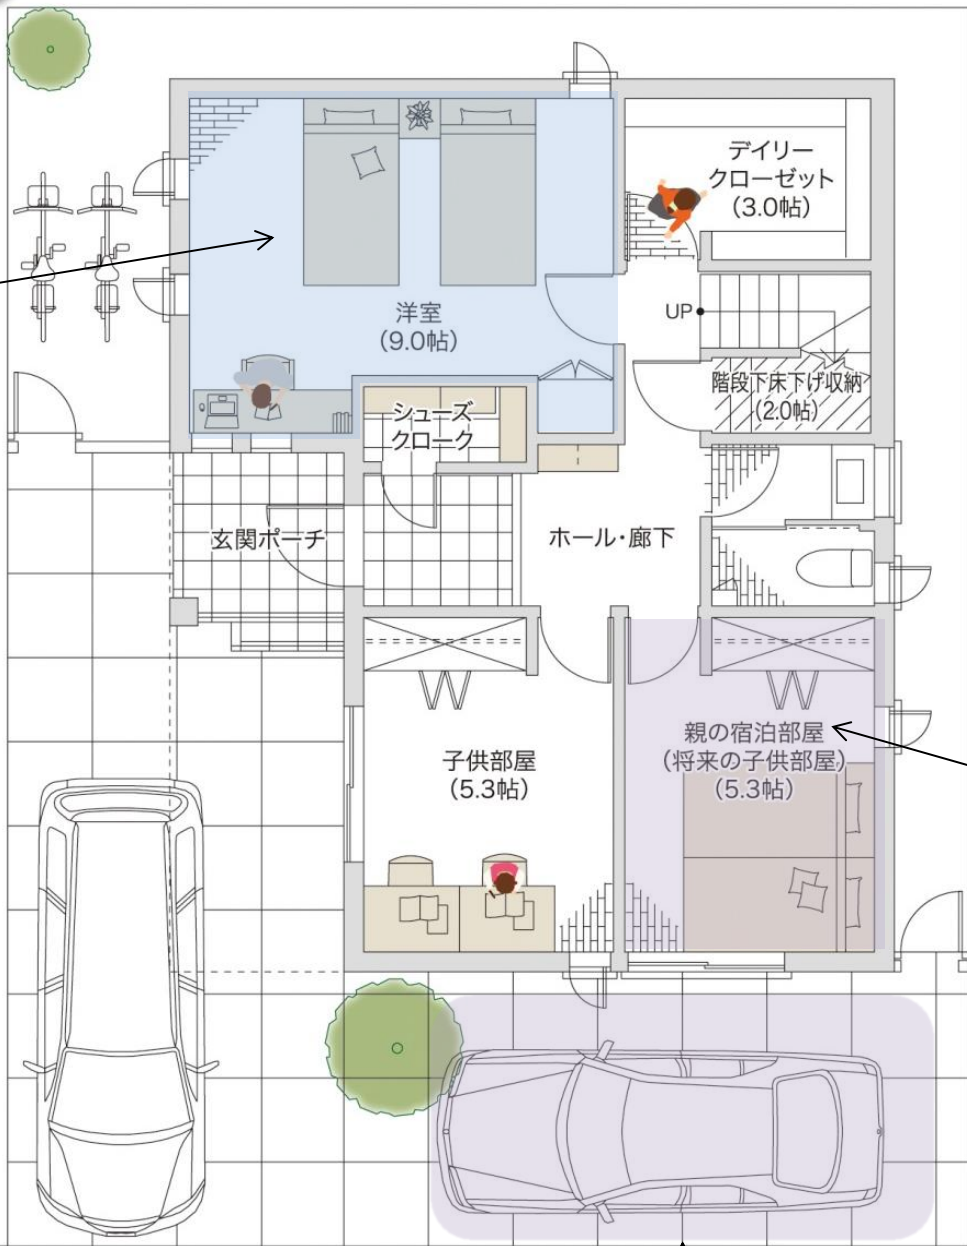 デイリー
クローゼット
(3.0帖)
洋室
(9.0帖)
UP
階段下床下げ収納
(2.0帖)
シューズ
クローク
玄関ポーチ
ホール・廊下
子供部屋
(5.3帖)
親の宿泊部屋
(将来の子供部屋)
(5.3帖)